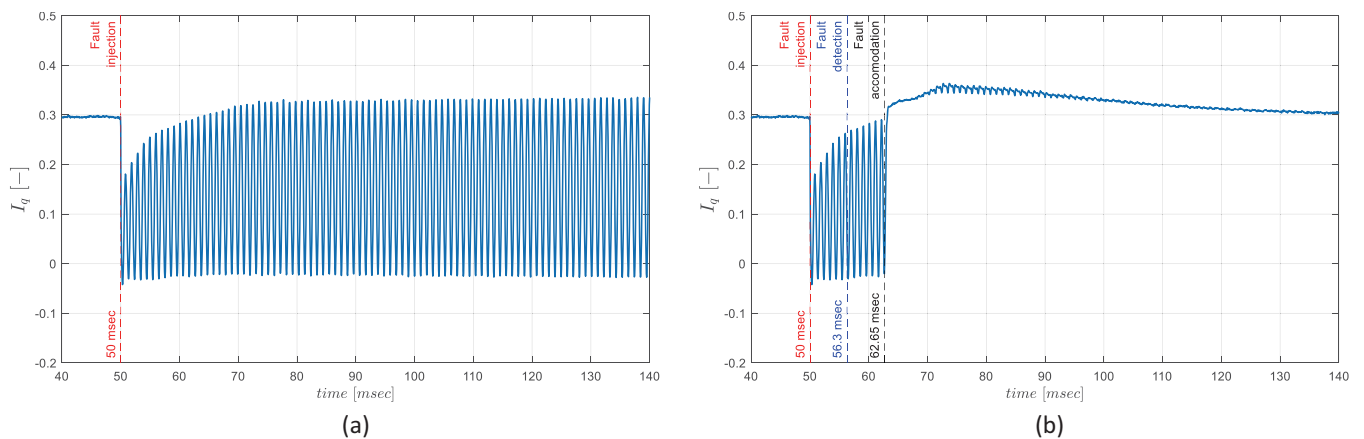 0.5
0.4
0.3
0.2
0.1
0
-0.1
-0.2
I_q [−]
Fault
injection
50 msec
40 50 60 70 80 90 100 110 120 130 140
time [msec]
(a)
0.5
0.4
0.3
0.2
0.1
0
-0.1
-0.2
I_q [−]
Fault
injection
Fault
detection
Fault
accomodation
50 msec
56.3 msec
62.65 msec
40 50 60 70 80 90 100 110 120 130 140
time [msec]
(b)